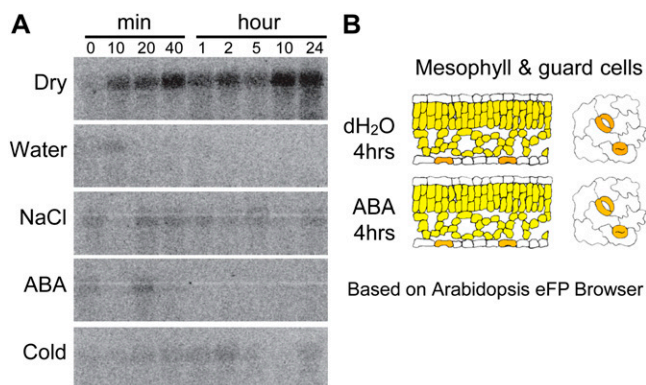 A
min hour
0 10 20 40 1 2 5 10 24
Dry
Water
NaCl
ABA
Cold
B
Mesophyll & guard cells
dH₂O
4hrs
ABA
4hrs
Based on Arabidopsis eFP Browser